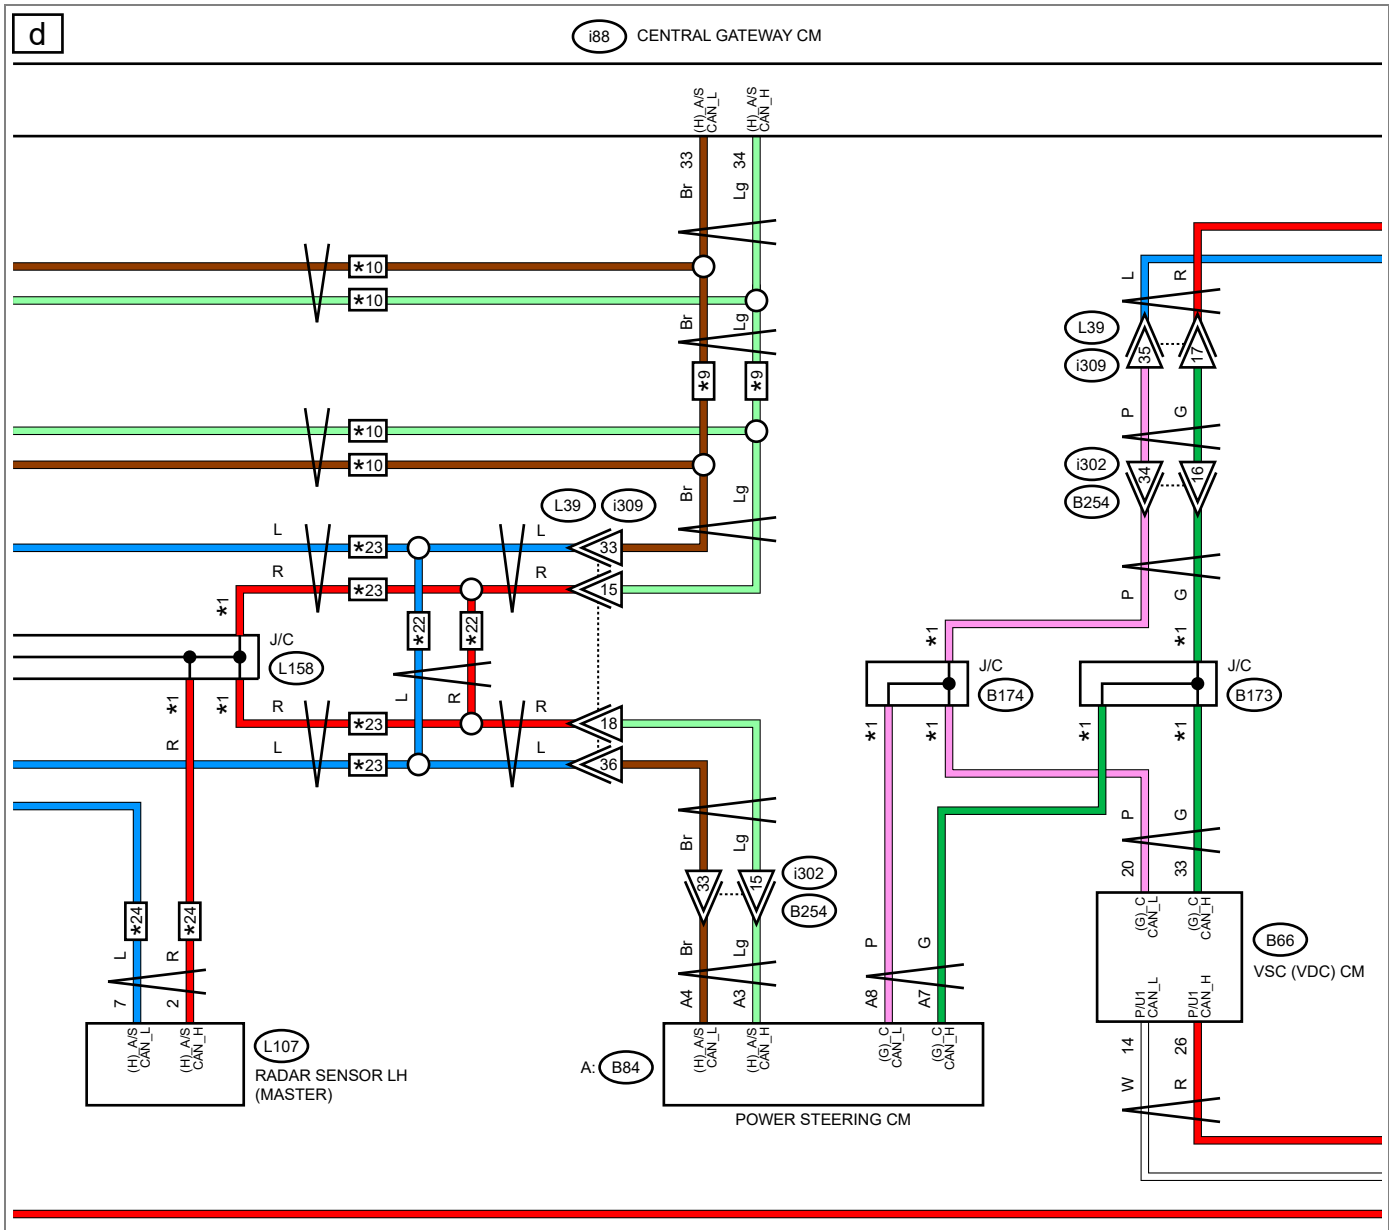 d
i88 CENTRAL GATEWAY CM
(H)_A/S
CAN_L
(H)_A/S
CAN_H
33
34
Br
Lg
*10
*10
L
R
Br
Lg
L39
i309
35
17
*9
*9
*10
*10
P
G
i302
B254
34
16
Br
Lg
L39
i309
L
*23
L
33
R
*23
R
15
*1
*22
*22
P
G
*1
*1
J/C
L158
J/C
B174
J/C
B173
L
R
*1
*1
*1
*1
*1
*1
R
*23
R
18
R
L
*23
L
36
Br
Lg
P
G
20
33
33
15
i302
B254
(G)_C
CAN_L
(G)_C
CAN_H
*24
*24
B66
VSC (VDC) CM
L
R
Br
Lg
P
G
P/U1
CAN_L
P/U1
CAN_H
7
2
A4
A3
A8
A7
(H)_A/S
CAN_L
(H)_A/S
CAN_H
L107
RADAR SENSOR LH
(MASTER)
A: B84
(H)_A/S
CAN_L
(H)_A/S
CAN_H
(G)_C
CAN_L
(G)_C
CAN_H
POWER STEERING CM
14
26
W
R